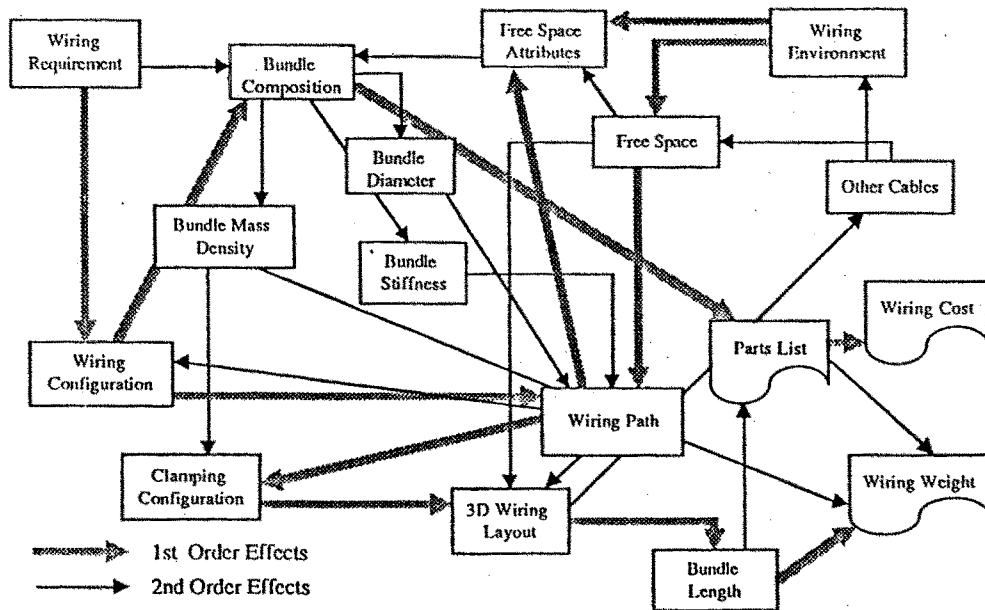 Wiring
Requirement
Bundle
Composition
Free Space
Attributes
Wiring
Environment
Free Space
Bundle
Diameter
Other Cables
Bundle Mass
Density
Bundle
Stiffness
Wiring Cost
Parts List
Wiring
Configuration
Wiring Path
Clamping
Configuration
3D Wiring
Layout
Wiring Weight
Bundle
Length
1st Order Effects
2nd Order Effects